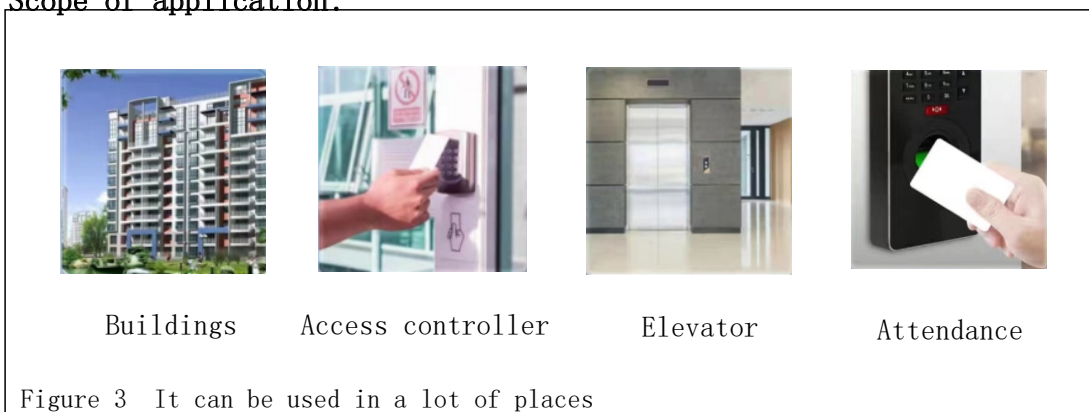 Scope of application:
Buildings Access controller Elevator Attendance
Figure 3 It can be used in a lot of places